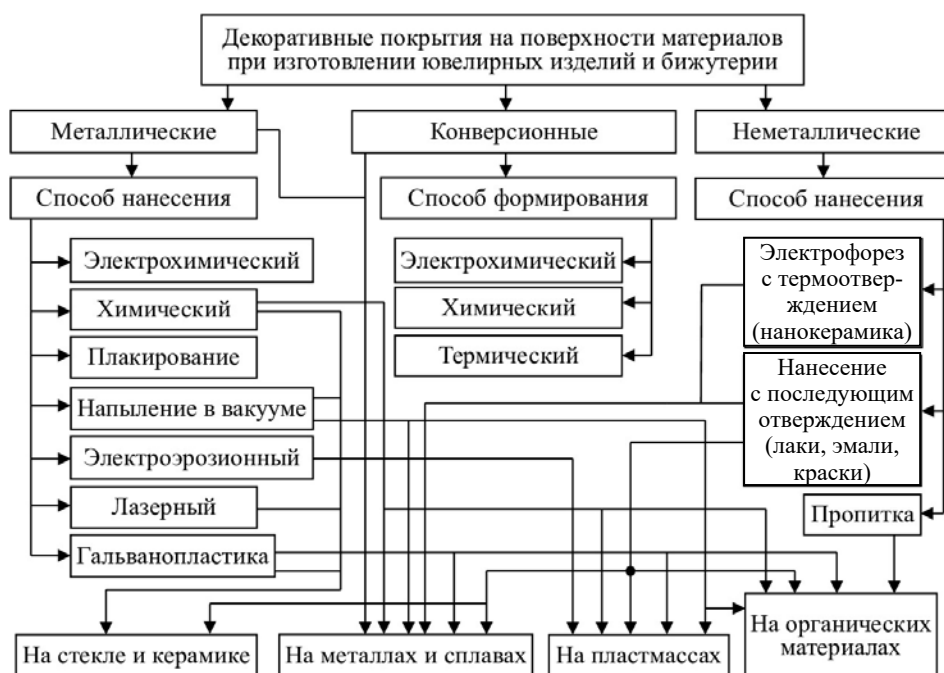 Декоративные покрытия на поверхности материалов
при изготовлении ювелирных изделий и бижутерии
Металлические
Конверсионные
Неметаллические
Способ нанесения
Способ формирования
Способ нанесения
Электрохимический
Химический
Плакирование
Напыление в вакууме
Электроэрозионный
Лазерный
Гальванопластика
Электрохимический
Химический
Термический
Электрофорез
с термоотвер-
ждением
(нанокерамика)
Нанесение
с последующим
отверждением
(лаки, эмали,
краски)
Пропитка
На стекле и керамике
На металлах и сплавах
На пластмассах
На органических
материалах